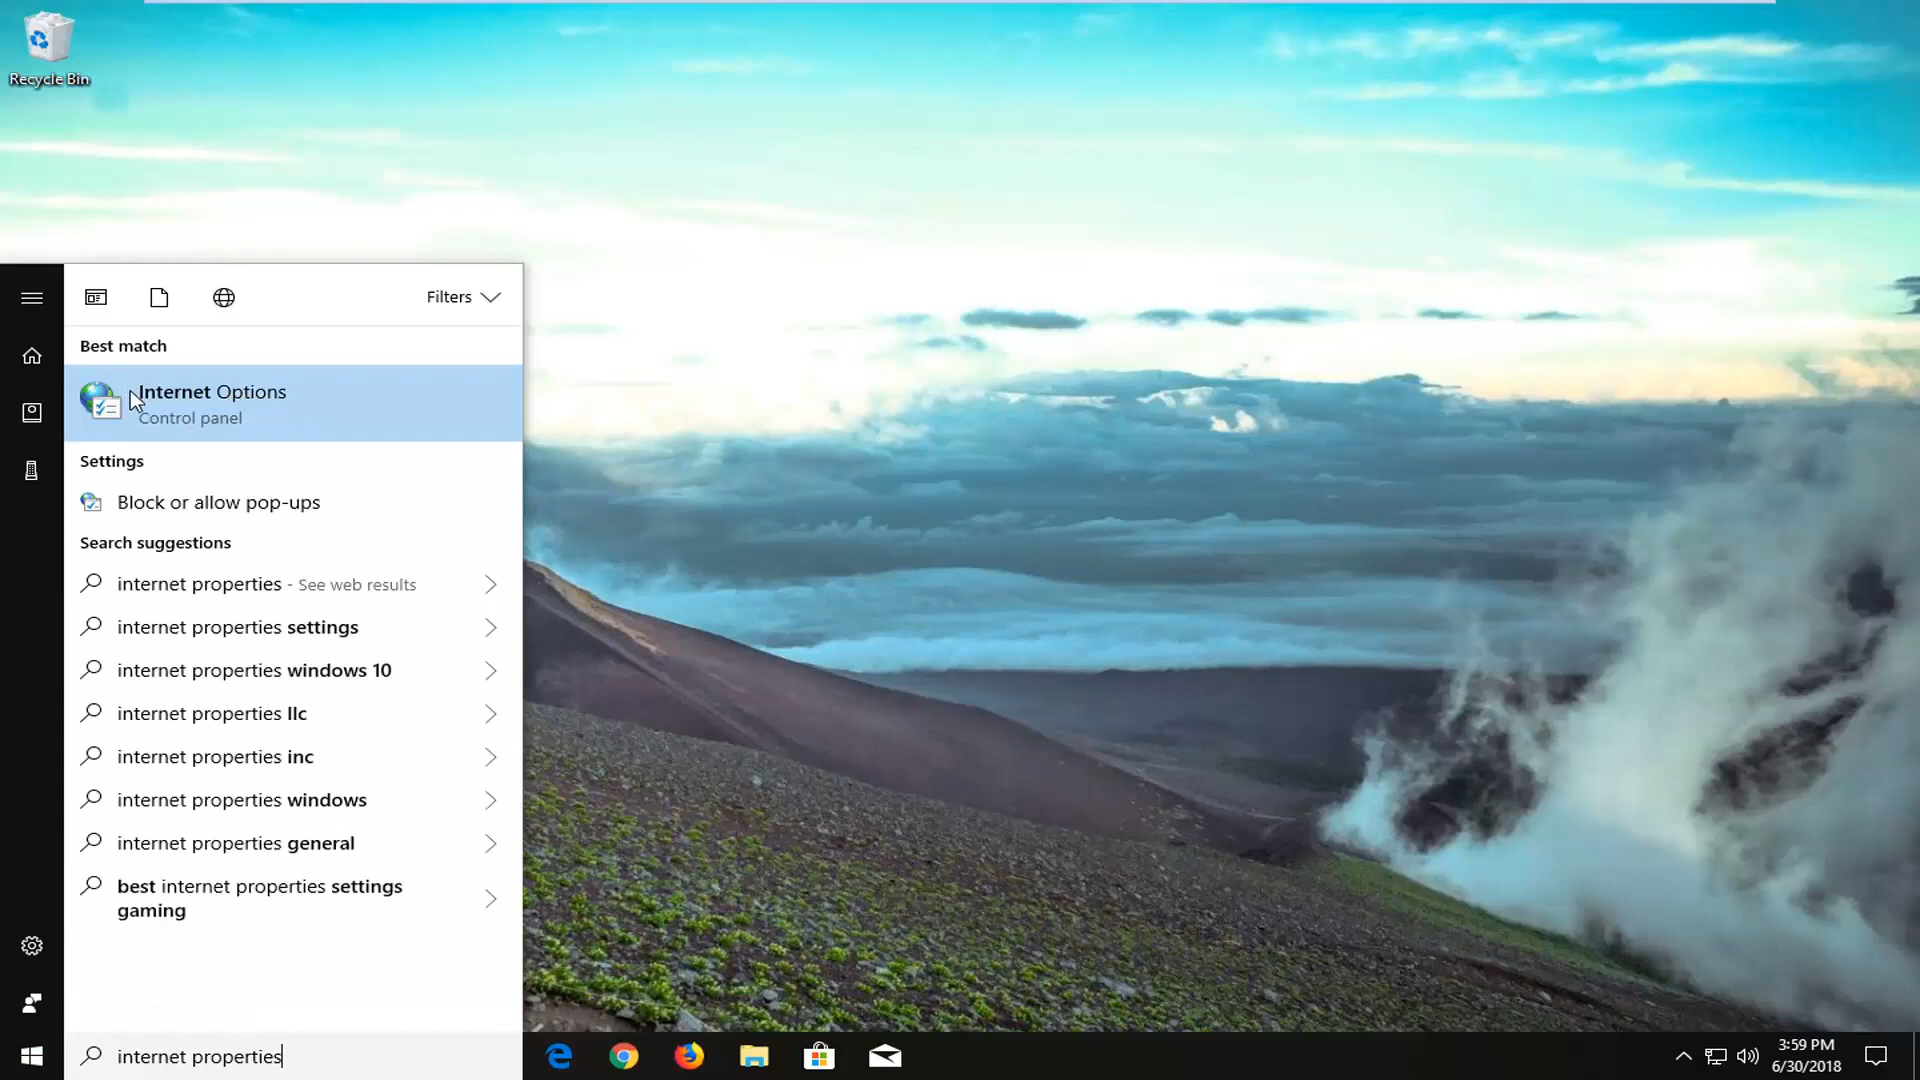 Recycle Bin
Filters
Best match
Internet Options
Control panel
Settings
Block or allow pop-ups
Search suggestions
internet properties - See web results
internet properties settings
internet properties windows 10
internet properties llc
internet properties inc
internet properties windows
internet properties general
best internet properties settings
gaming
internet properties
3:59 PM
6/30/2018